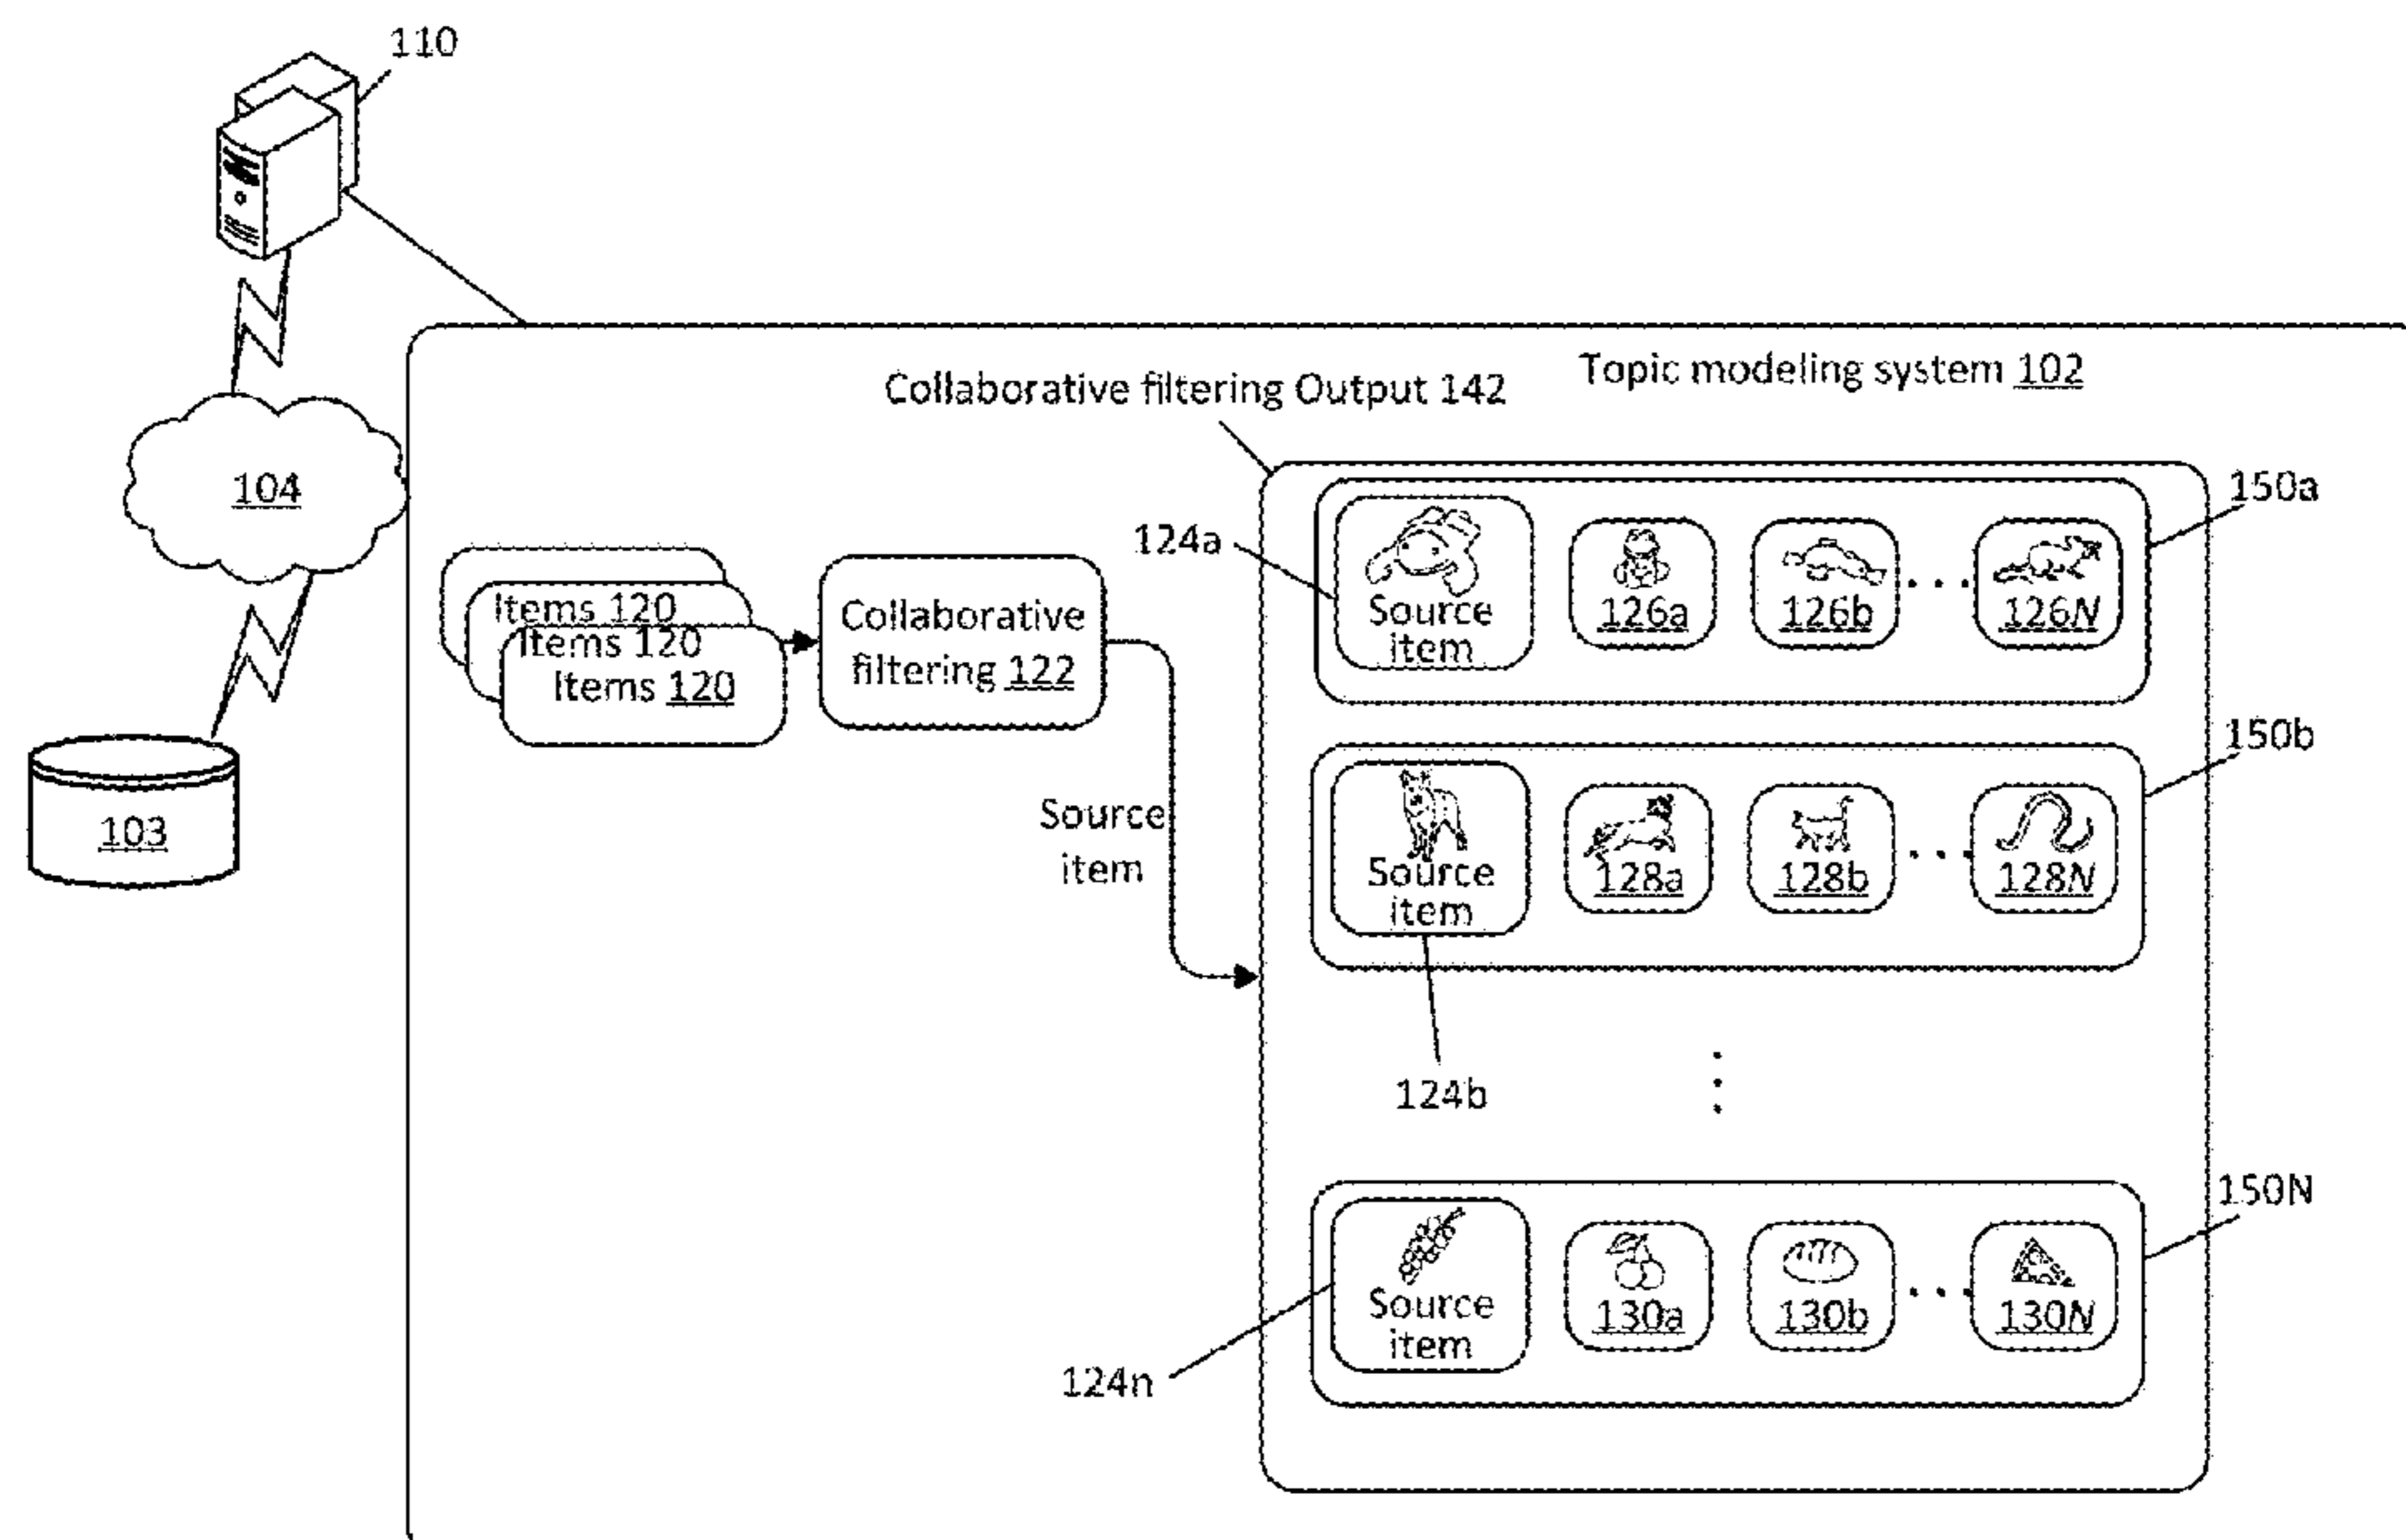 110
Topic modeling system 102
Collaborative filtering Output 142
104
150a
124a
Items 120
Items 120
Items 120
Collaborative
filtering 122
Source
item
126a
126b
126N
103
Source
item
150b
Source
item
128a
128b
128N
124b
150N
Source
item
130a
130b
130N
124n